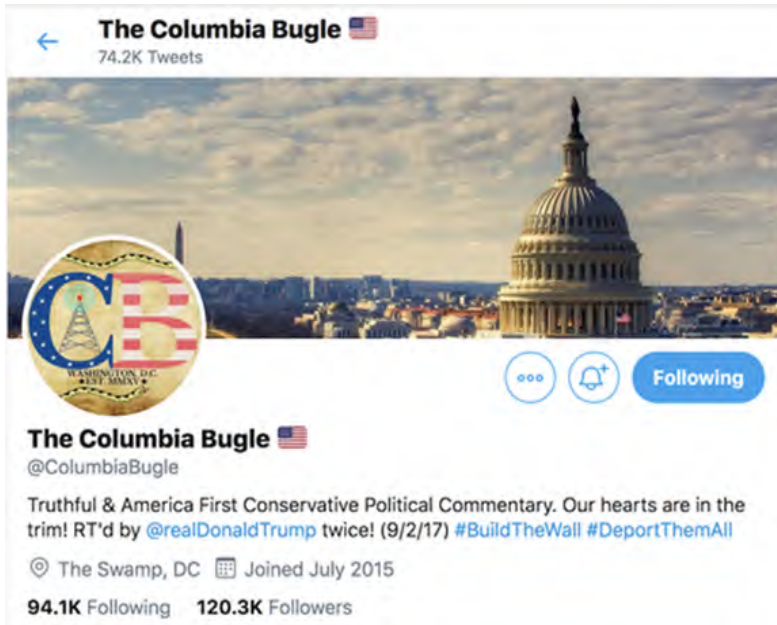 The Columbia Bugle
74.2K Tweets
CB
WASHINGTON, D.C.
EST. MMXV
Following
The Columbia Bugle
@ColumbiaBugle
Truthful & America First Conservative Political Commentary. Our hearts are in the
trim! RT'd by @realDonaldTrump twice! (9/2/17) #BuildTheWall #DeportThemAll
The Swamp, DC Joined July 2015
94.1K Following 120.3K Followers